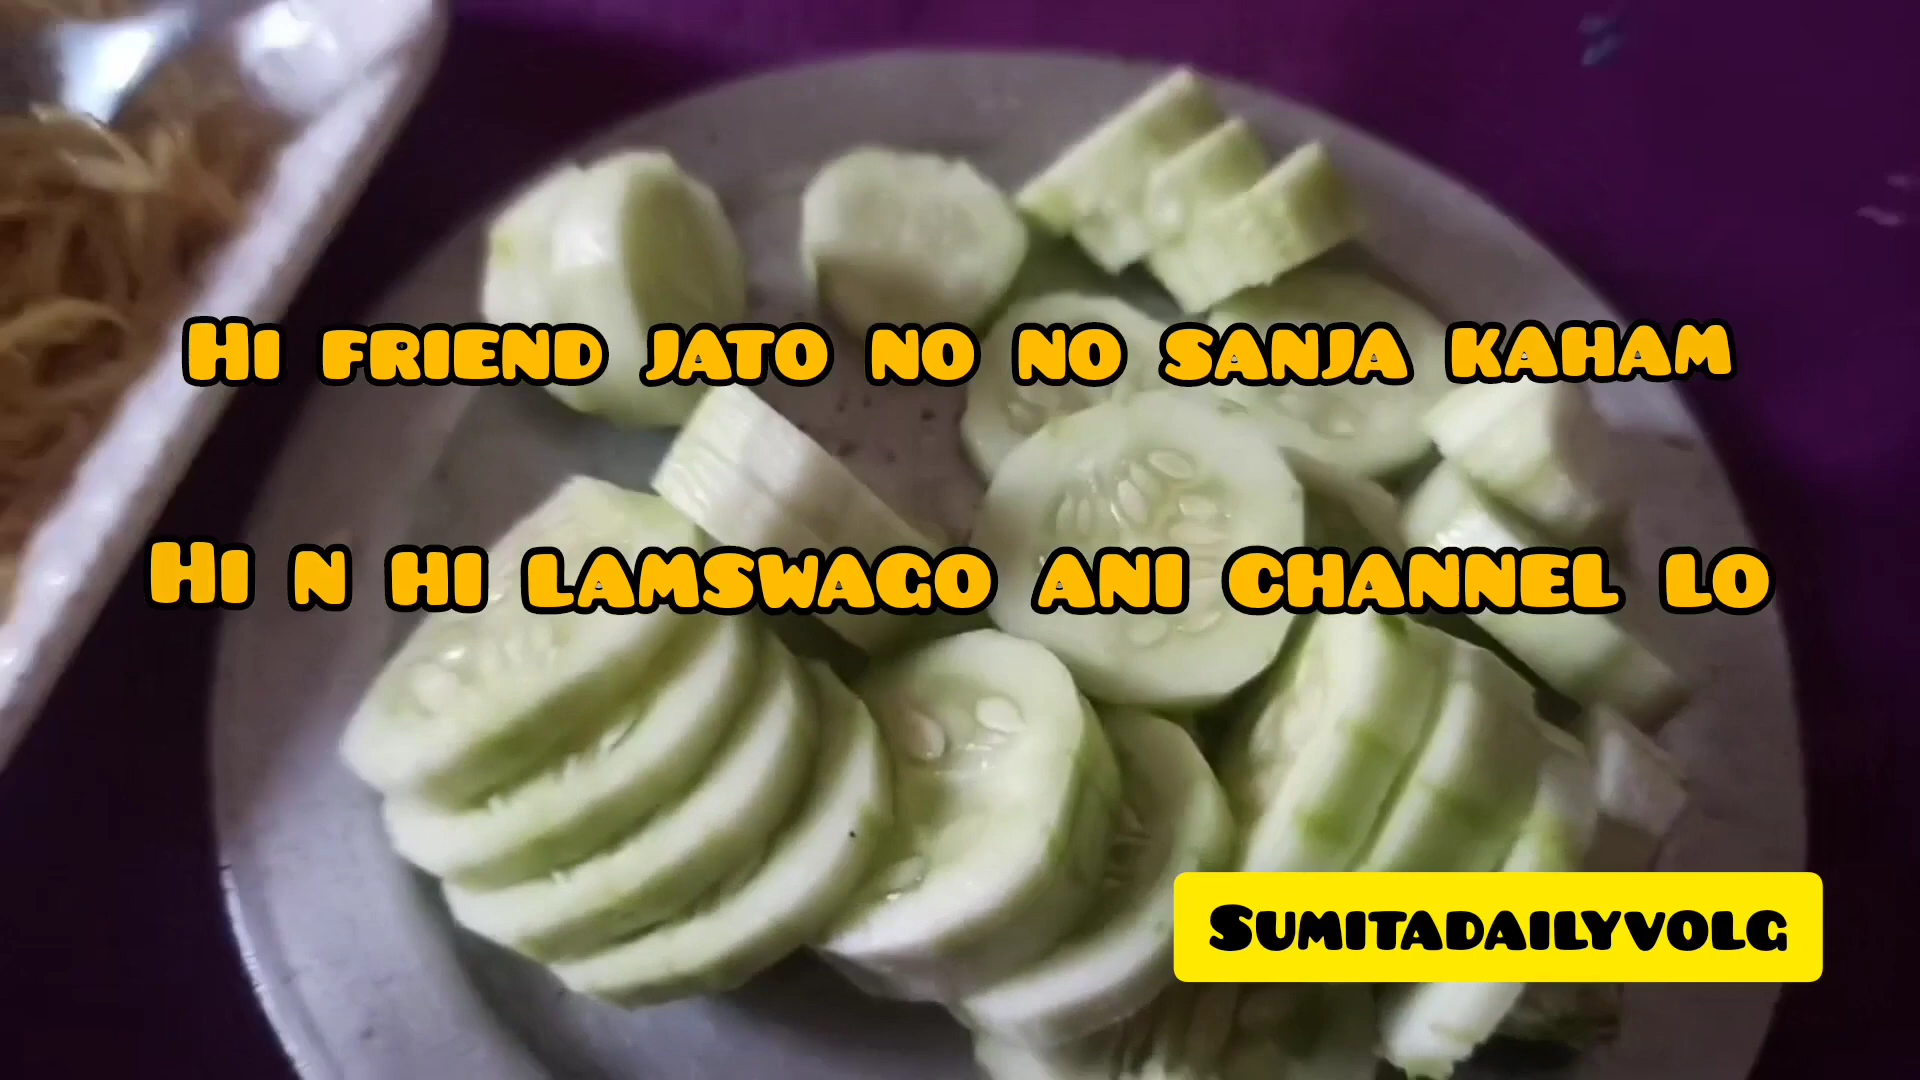 Hi friend jato no no sanja kaham
Hi n hi lamswago ani channel lo
Sumitadailyvolg